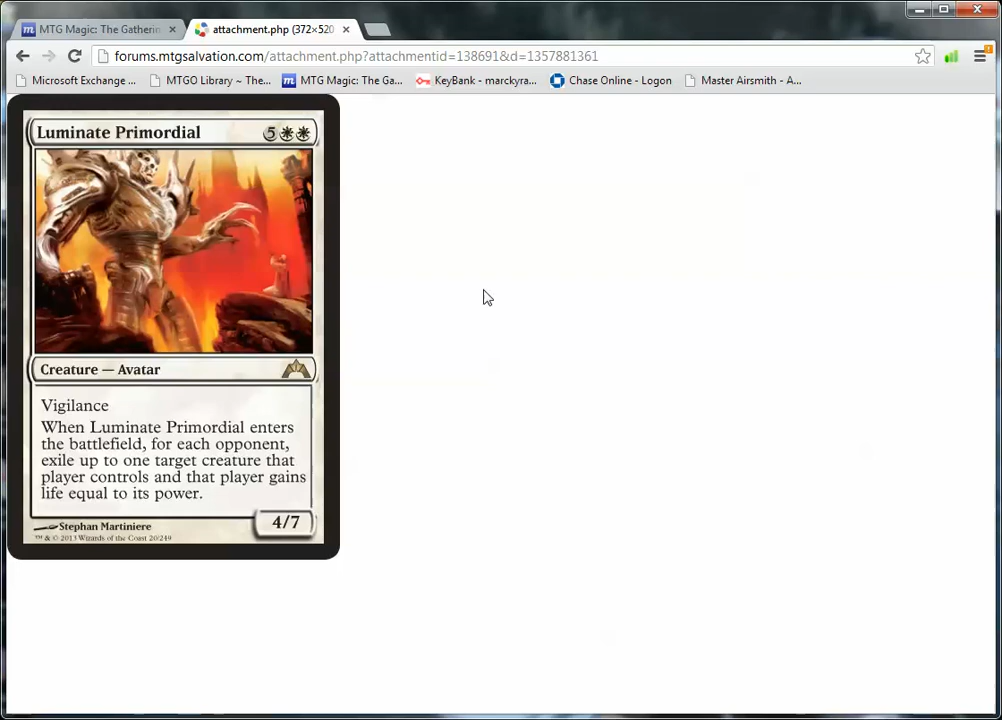 MTG Magic: The Gatherin
attachment.php (372×520
forums.mtgsalvation.com/attachment.php?attachmentid=138691&d=1357881361
Microsoft Exchange ...
MTGO Library ~ The...
MTG Magic: The Ga...
KeyBank - marckyra...
Chase Online - Logon
Master Airsmith - A...
Luminate Primordial
5
Creature — Avatar
Vigilance
When Luminate Primordial enters
the battlefield, for each opponent,
exile up to one target creature that
player controls and that player gains
life equal to its power.
4/7
Stephan Martiniere
™ & © 2013 Wizards of the Coast 20/249